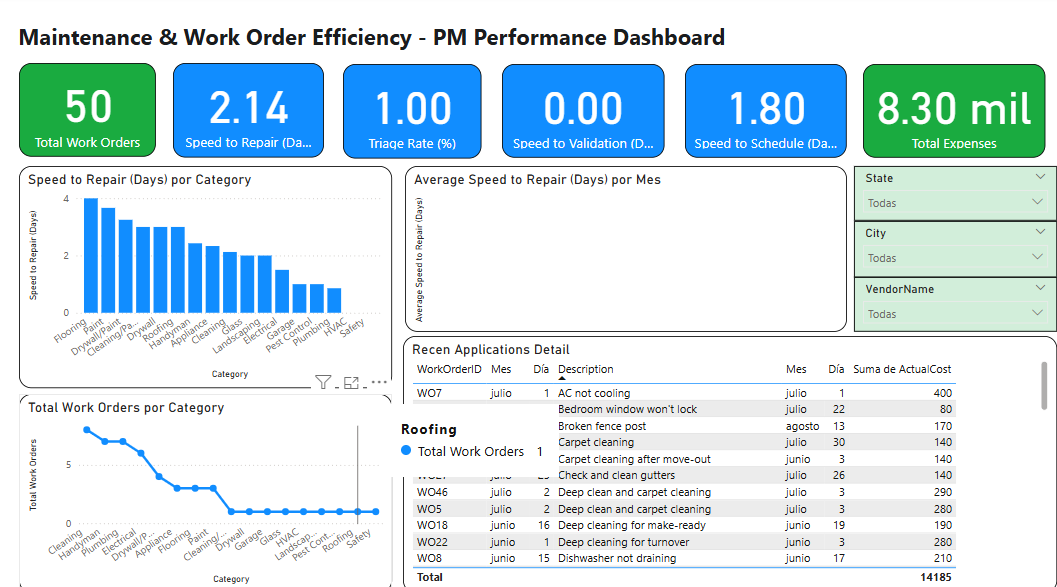 Maintenance & Work Order Efficiency - PM Performance Dashboard
50
Total Work Orders
2.14
Speed to Repair (Da...
1.00
Triage Rate (%)
0.00
Speed to Validation (D...
1.80
Speed to Schedule (Da...
8.30 mil
Total Expenses
Speed to Repair (Days) por Category
Speed to Repair (Days)
4
2
0
Flooring
Paint
Drywall/Paint
Cleaning/Pa...
Drywall
Roofing
Handyman
Appliance
Cleaning
Glass
Landscaping
Electrical
Garage
Pest Control
Plumbing
HVAC
Safety
Category
Average Speed to Repair (Days) por Mes
Average Speed to Repair (Days)
State
Todas
City
Todas
VendorName
Todas
Total Work Orders por Category
Total Work Orders
5
0
Cleaning
Handyman
Plumbing
Electrical
Drywall/P...
Appliance
Flooring
Paint
Cleaning/...
Drywall
Garage
Glass
HVAC
Landscap...
Pest Cont...
Roofing
Safety
Category
Roofing
Total Work Orders 1
Recen Applications Detail
WorkOrderID Mes Día Description Mes Día Suma de ActualCost
WO7 julio 1 AC not cooling julio 1 400
Bedroom window won't lock julio 22 80
Broken fence post agosto 13 170
Carpet cleaning julio 30 140
Carpet cleaning after move-out junio 3 140
Check and clean gutters julio 26 140
WO46 julio 2 Deep clean and carpet cleaning julio 3 290
WO5 julio 2 Deep clean and carpet cleaning julio 3 280
WO18 junio 16 Deep cleaning for make-ready junio 19 190
WO22 junio 1 Deep cleaning for turnover junio 3 280
WO8 junio 15 Dishwasher not draining junio 17 210
Total 14185